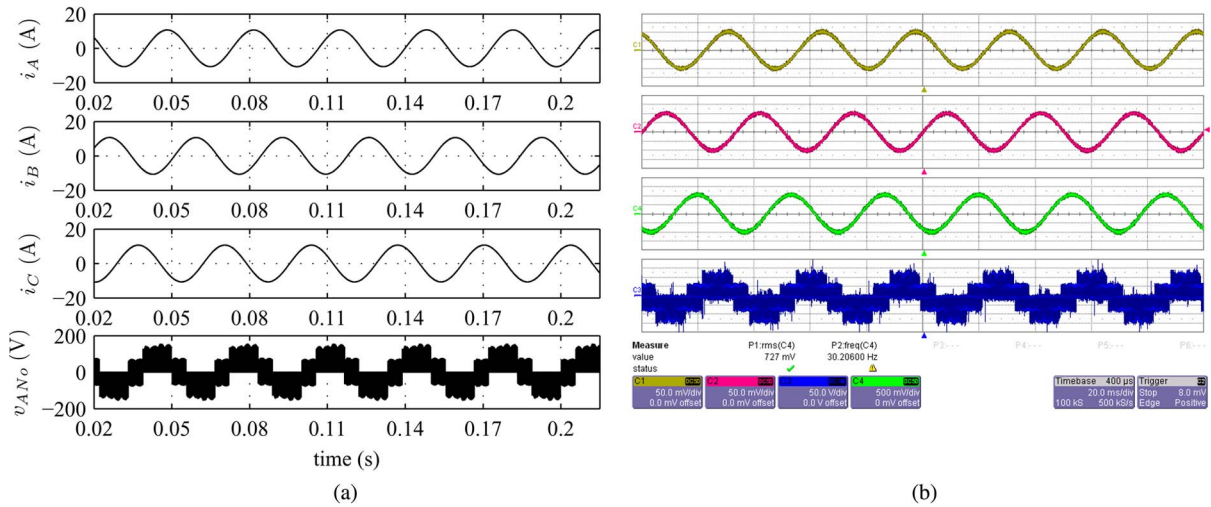 20
0
−20
i_A (A)
0.02 0.05 0.08 0.11 0.14 0.17 0.2
20
0
−20
i_B (A)
0.02 0.05 0.08 0.11 0.14 0.17 0.2
20
0
−20
i_C (A)
0.02 0.05 0.08 0.11 0.14 0.17 0.2
200
0
−200
v_ANo (V)
0.02 0.05 0.08 0.11 0.14 0.17 0.2
time (s)
(a)
C1
C2
C4
C3
Measure P1:rms(C4) P2:freq(C4) P3:--- P4:--- P5:--- P6:---
value 727 mV 30.20600 Hz
status
C1 DC50 C2 DC50 DC50 C4 DC50
50.0 mV/div 50.0 mV/div 50.0 V/div 500 mV/div
0.0 mV offset 0.0 mV offset 0.0 V offset 0 mV offset
Timebase 400 µs Trigger
20.0 ms/div Stop 8.0 mV
100 kS 500 kS/s Edge Positive
(b)